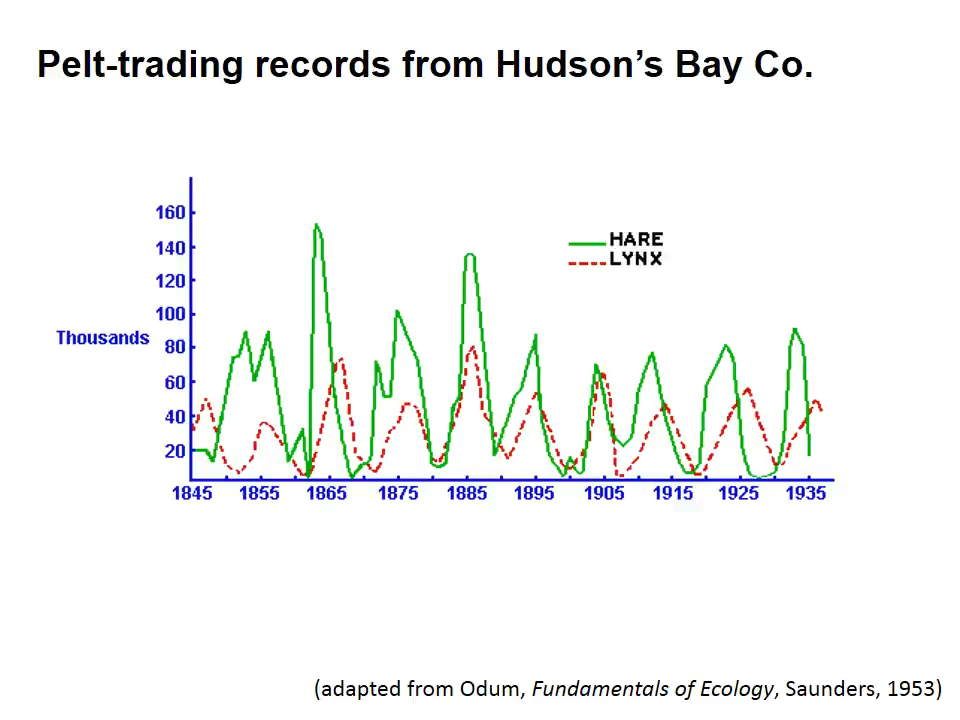 Pelt-trading records from Hudson's Bay Co.
160
140
120
100
80
60
40
20
Thousands
HARE
LYNX
1845 1855 1865 1875 1885 1895 1905 1915 1925 1935
(adapted from Odum, Fundamentals of Ecology, Saunders, 1953)